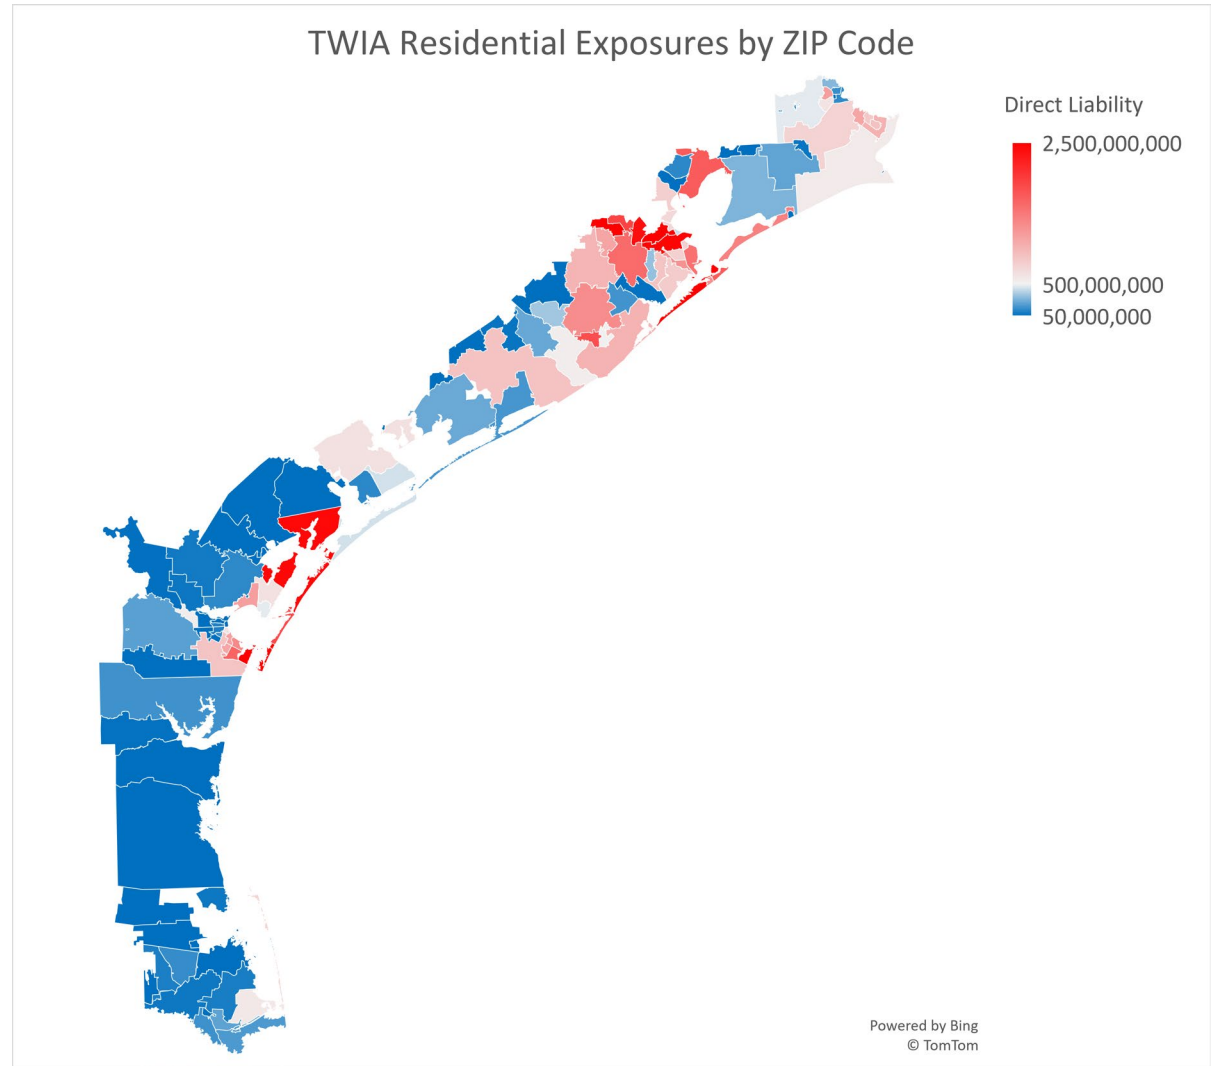 TWIA Residential Exposures by ZIP Code
Direct Liability
2,500,000,000
500,000,000
50,000,000
Powered by Bing
© TomTom